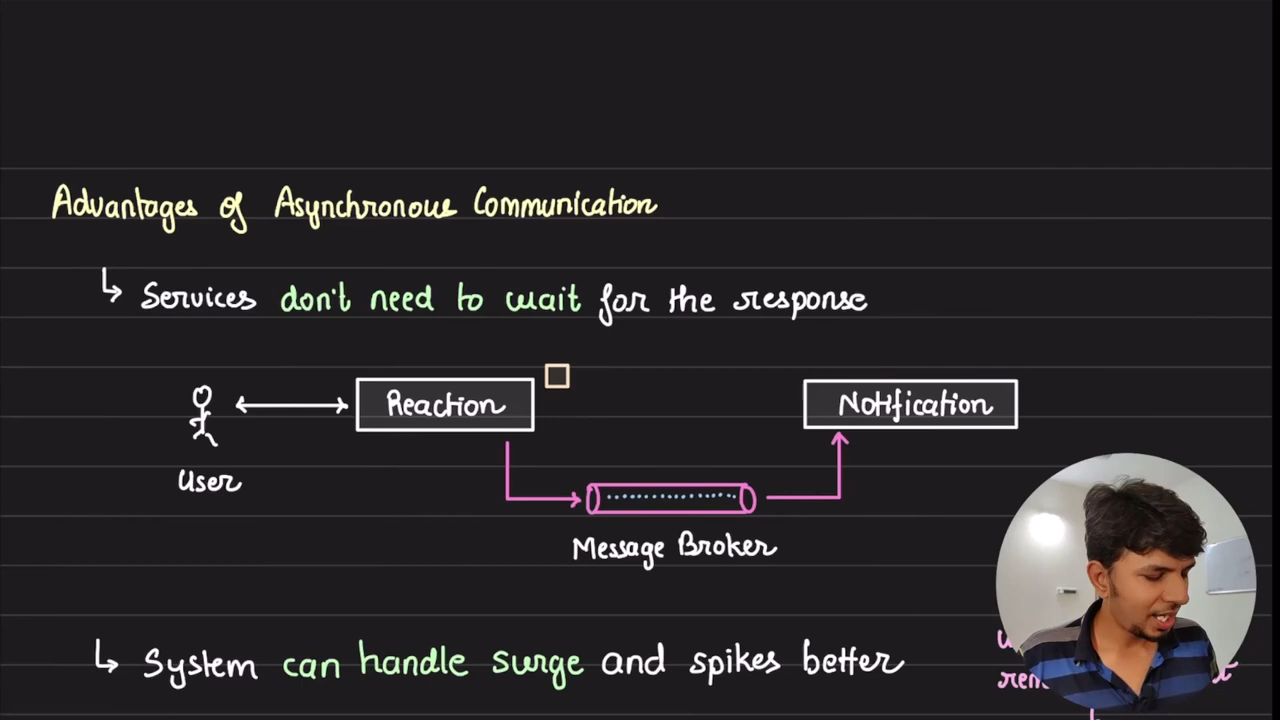 Advantages of Asynchronous Communication
↳ Services don't need to wait for the response
Reaction
Notification
User
Message Broker
↳ System can handle surge and spikes better